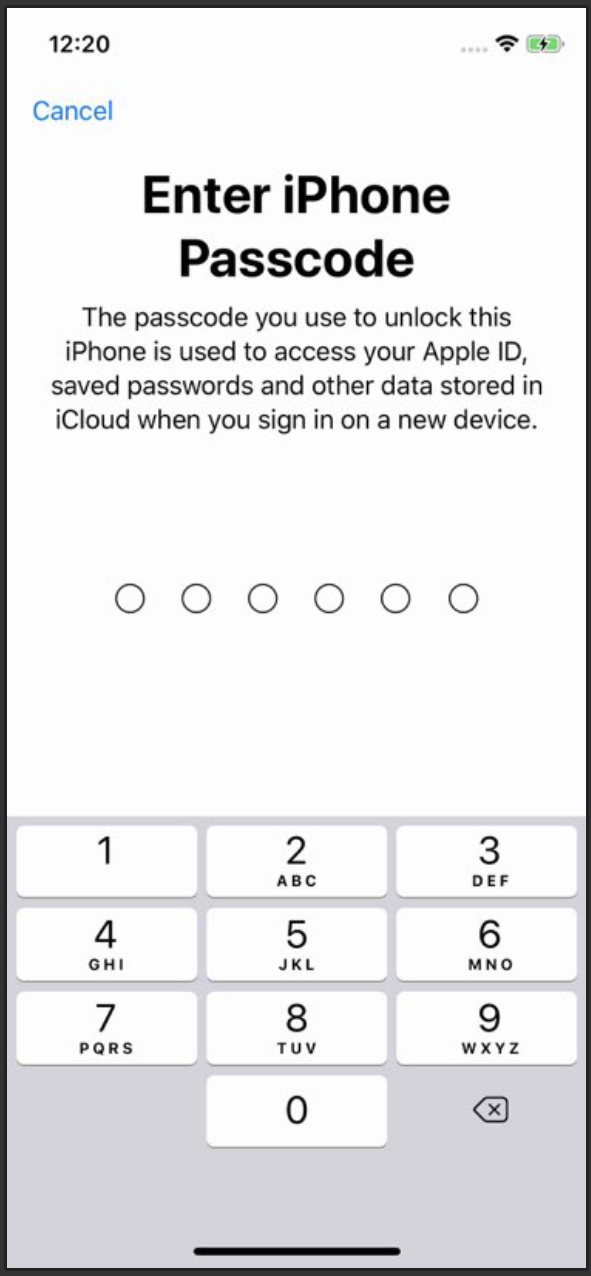 12:20
Cancel
Enter iPhone
Passcode
The passcode you use to unlock this
iPhone is used to access your Apple ID,
saved passwords and other data stored in
iCloud when you sign in on a new device.
1 2 3
ABC DEF
4 5 6
GHI JKL MNO
7 8 9
PQRS TUV WXYZ
0